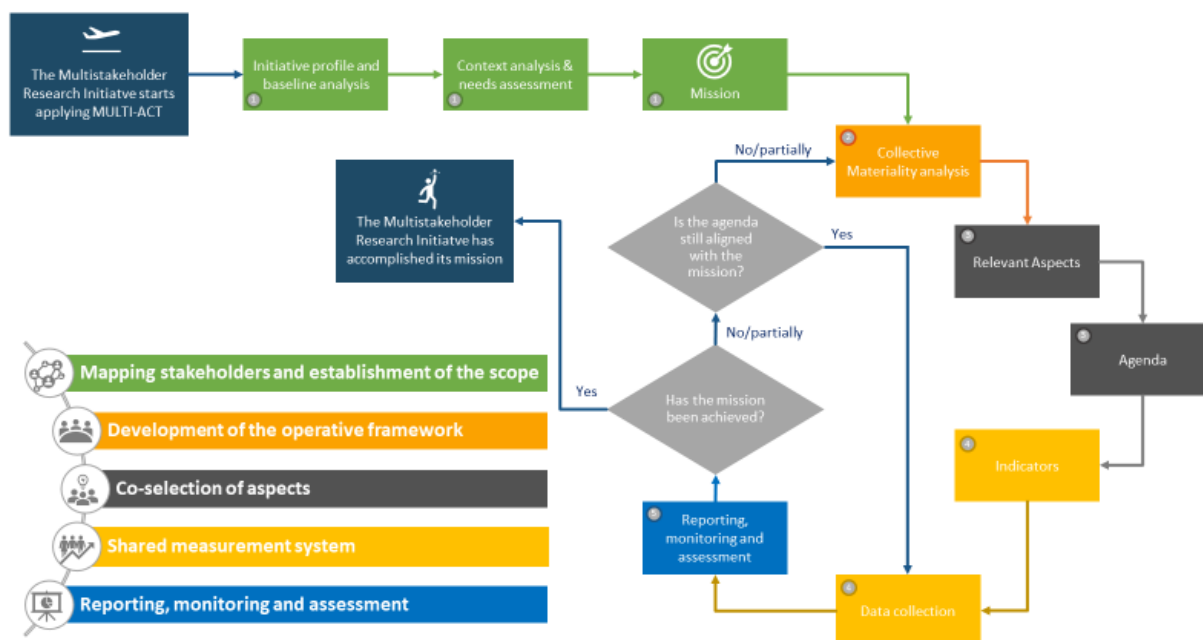 The Multistakeholder
Research Initiatve starts
applying MULTI-ACT
Initiative profile and
baseline analysis
1
Context analysis &
needs assessment
1
Mission
1
No/partially
2
Collective
Materiality analysis
The Multistakeholder
Research Initiatve has
accomplished its mission
Is the agenda
still aligned
with the
mission?
Yes
3
Relevant Aspects
No/partially
3
Agenda
Mapping stakeholders and establishment of the scope
Yes
Has the mission
been achieved?
Development of the operative framework
4
Indicators
Co-selection of aspects
5
Reporting,
monitoring and
assessment
Shared measurement system
4
Data collection
Reporting, monitoring and assessment